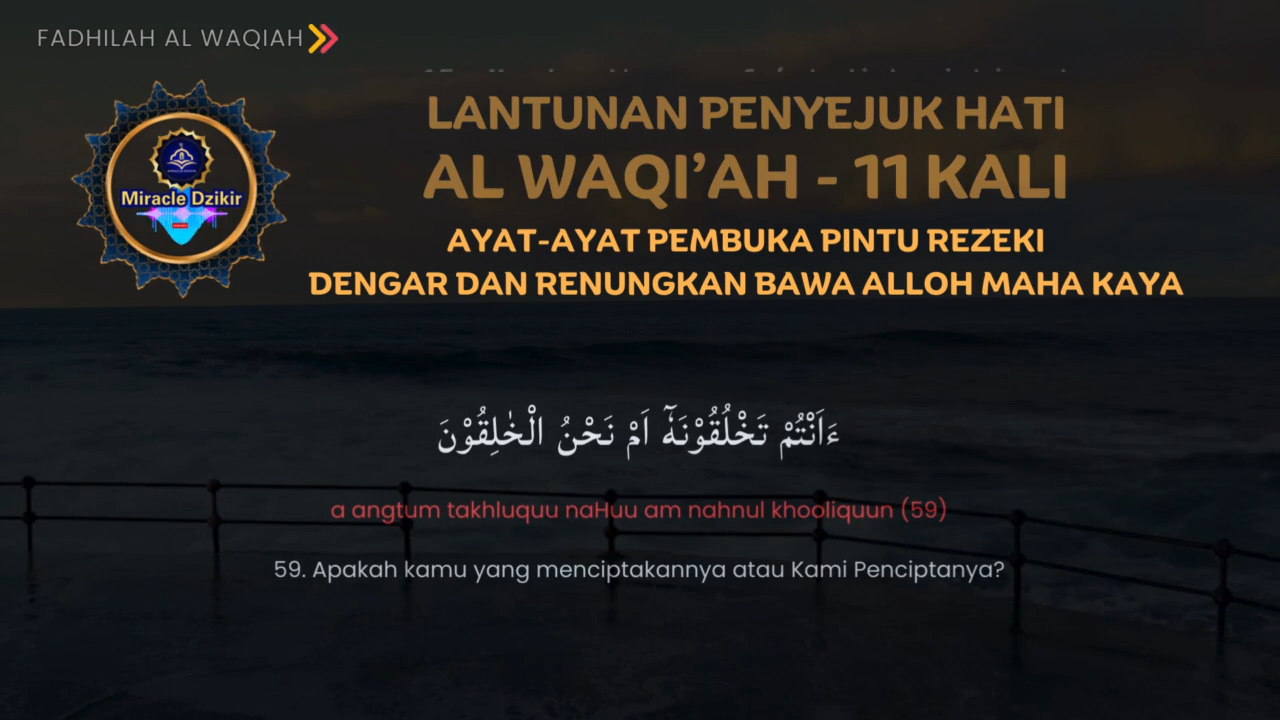 FADHILAH AL WAQIAH
Miracle Dzikir
LANTUNAN PENYEJUK HATI
AL WAQI’AH - 11 KALI
AYAT-AYAT PEMBUKA PINTU REZEKI
DENGAR DAN RENUNGKAN BAWA ALLOH MAHA KAYA
ءَاَنْتُمْ تَخْلُقُوْنَهٗٓ اَمْ نَحْنُ الْخٰلِقُوْنَ
a angtum takhluquu naHuu am nahnul khooliquun (59)
59. Apakah kamu yang menciptakannya atau Kami Penciptanya?